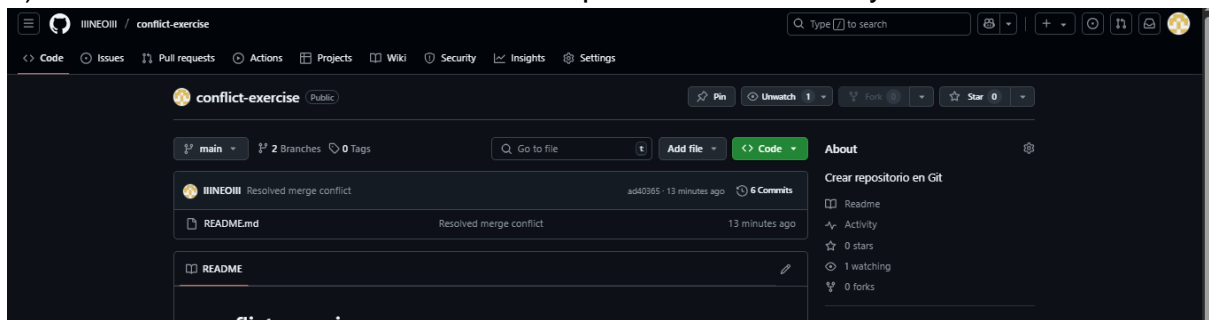 IIINEOIII / conflict-exercise
Type / to search
Code Issues Pull requests Actions Projects Wiki Security Insights Settings
conflict-exercise Public
Pin Unwatch 1 Fork 0 Star 0
main 2 Branches 0 Tags Go to file t Add file Code
About
IIINEOIII Resolved merge conflict ad40365 · 13 minutes ago 6 Commits
Crear repositorio en Git
README.md Resolved merge conflict 13 minutes ago
Readme
Activity
0 stars
README
1 watching
0 forks